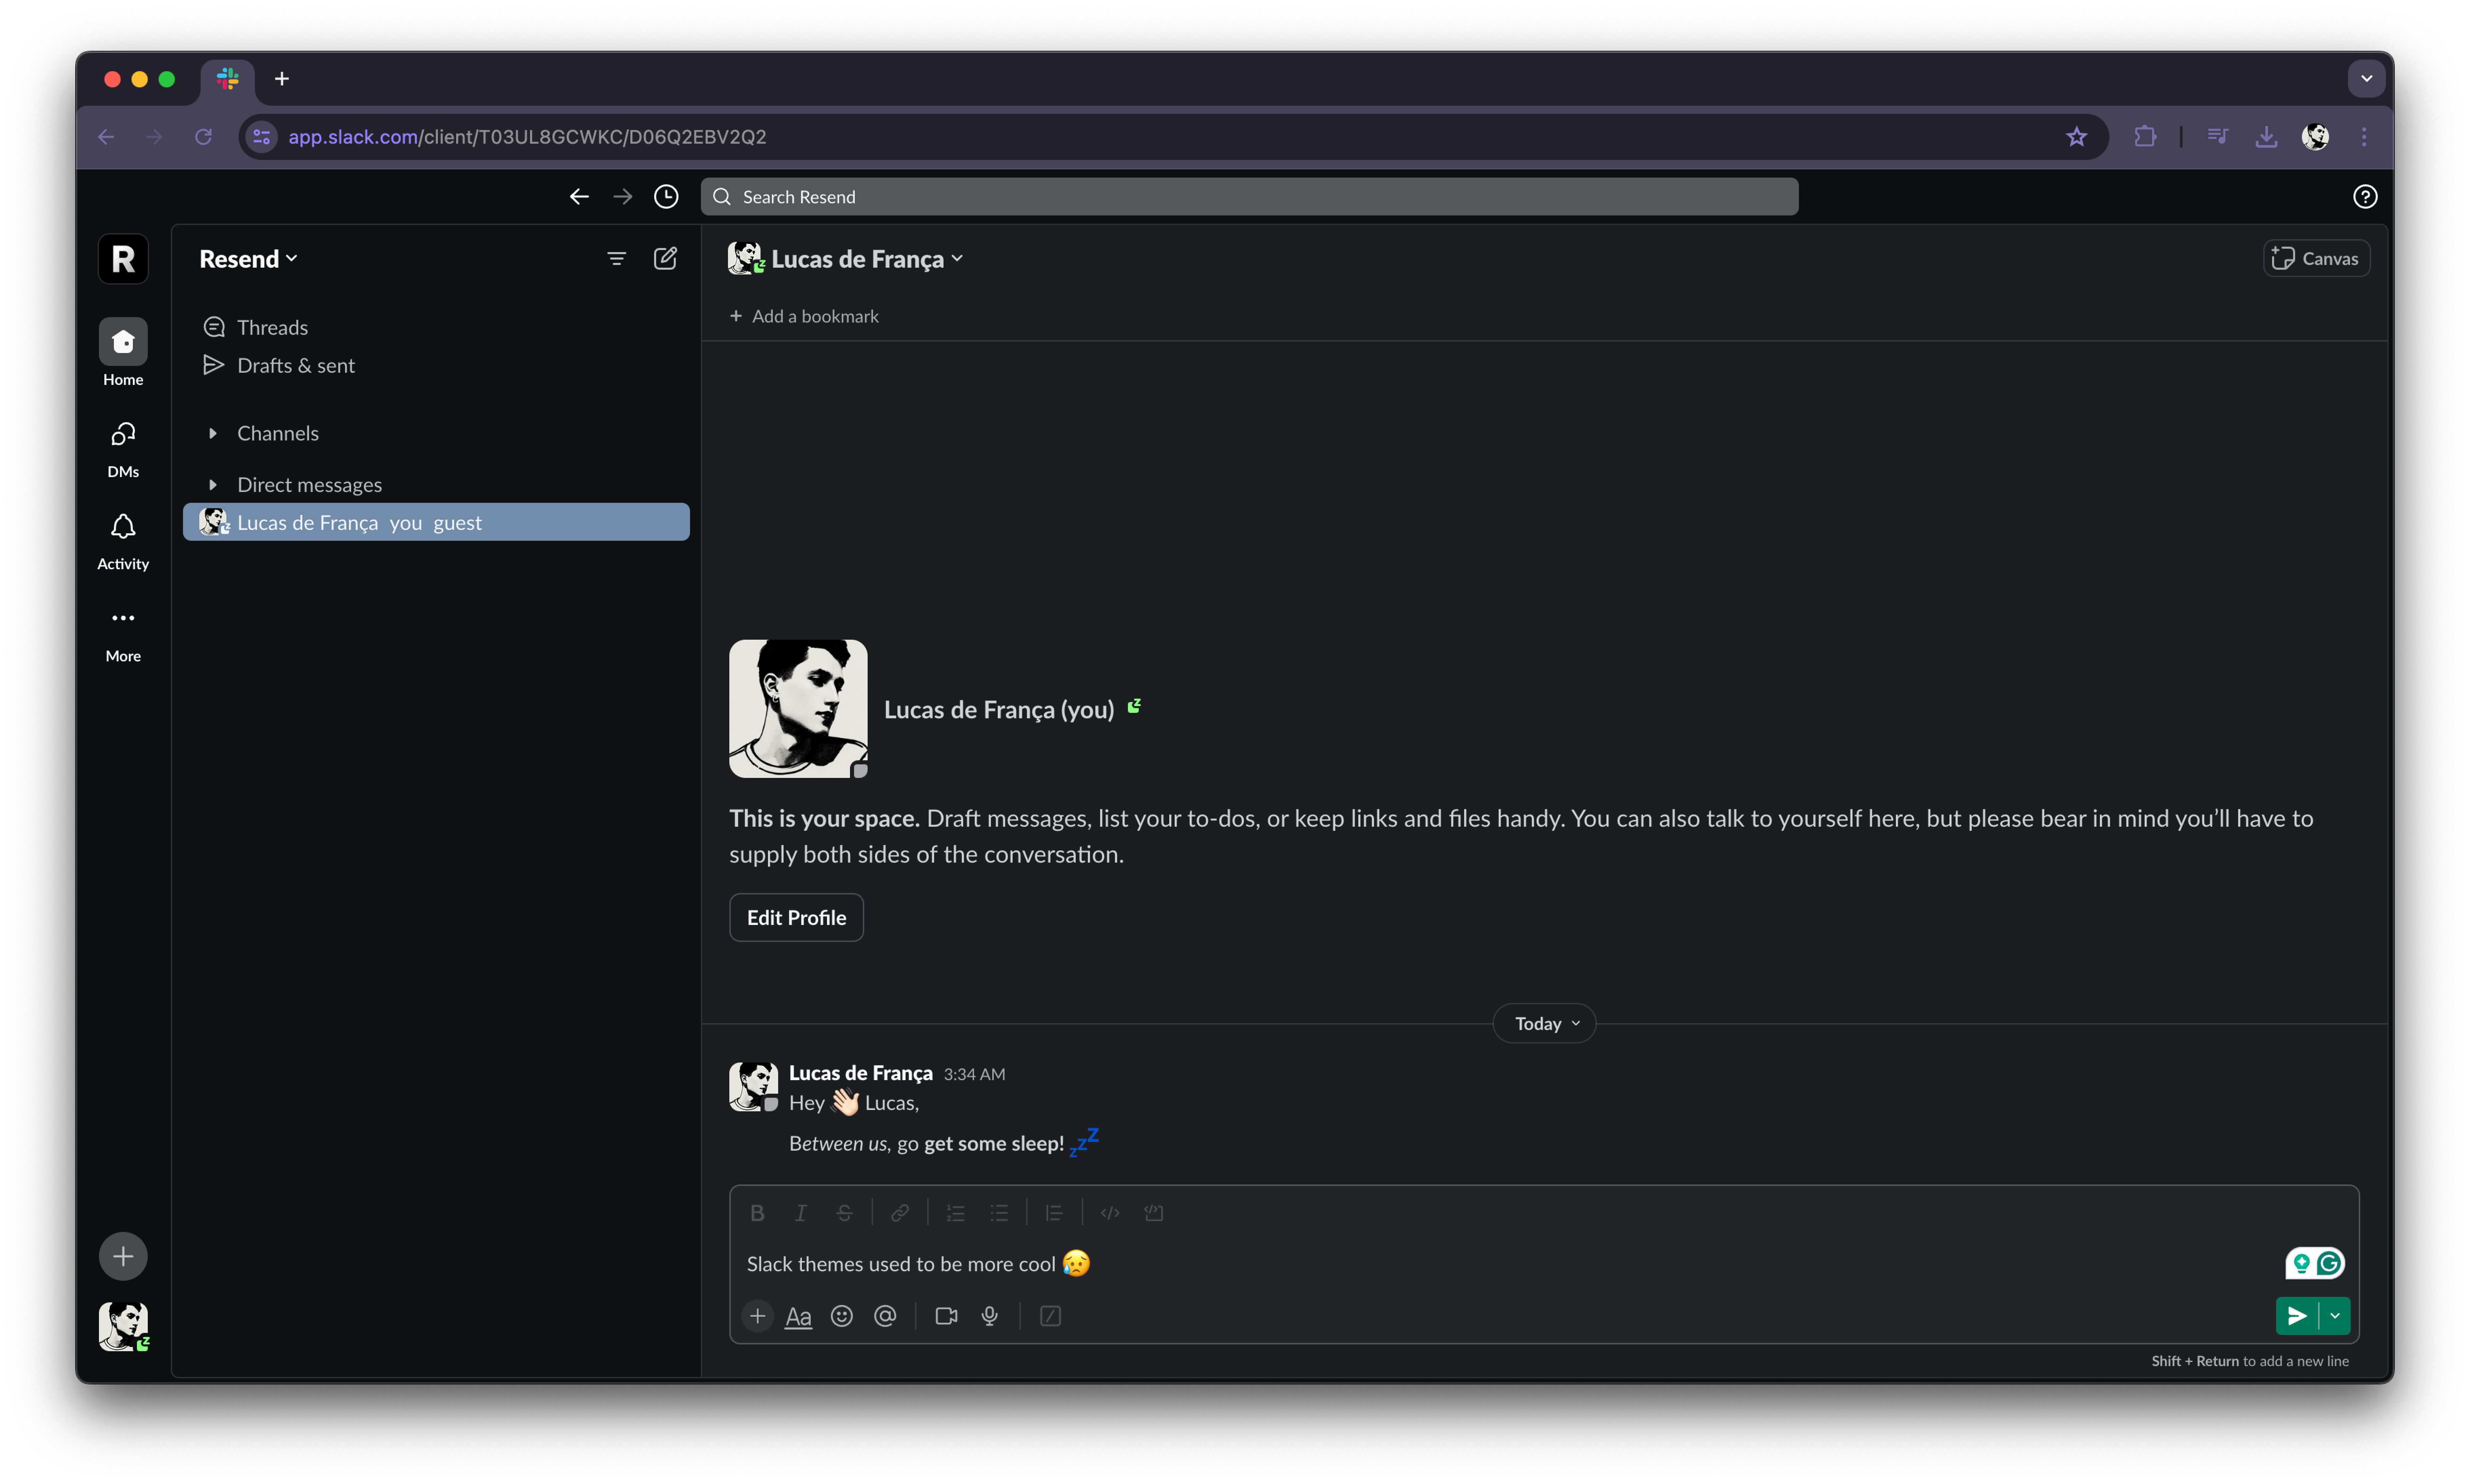 app.slack.com/client/T03UL8GCWKC/D06Q2EBV2Q2
Search Resend
R
Resend
Lucas de França
Canvas
Add a bookmark
Threads
Drafts & sent
Home
Channels
DMs
Direct messages
Lucas de França you guest
Activity
More
Lucas de França (you)
This is your space. Draft messages, list your to-dos, or keep links and files handy. You can also talk to yourself here, but please bear in mind you’ll have to
supply both sides of the conversation.
Edit Profile
Today
Lucas de França 3:34 AM
Hey 👋🏻 Lucas,
Between us, go get some sleep! 💤
Slack themes used to be more cool 😥
Aa
Shift + Return to add a new line